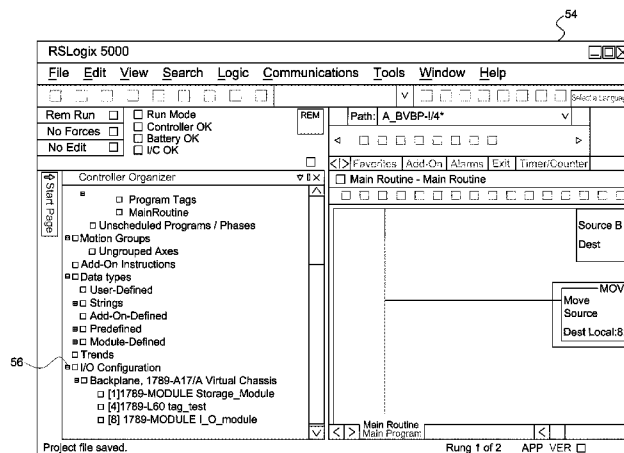 54
RSLogix 5000
File Edit View Search Logic Communications Tools Window Help
Select a Language
Rem Run
No Forces
No Edit
Run Mode
Controller OK
Battery OK
I/C OK
REM
Path: A_BVBP-I/4*
Favorites Add-On Alarms Exit Timer/Counter
Start Page
Controller Organizer
Program Tags
MainRoutine
Unscheduled Programs / Phases
Motion Groups
Ungrouped Axes
Add-On Instructions
Data types
User-Defined
Strings
Add-On-Defined
Predefined
Module-Defined
Trends
56
I/O Configuration
Backplane, 1789-A17/A Virtual Chassis
[1]1789-MODULE Storage_Module
[4]1789-L60 tag_test
[8] 1789-MODULE I_O_module
Main Routine - Main Routine
Source B
Dest
MOV
Move
Source
Dest Local:8
Main Routine
Main Program
Project file saved.
Rung 1 of 2 APP VER